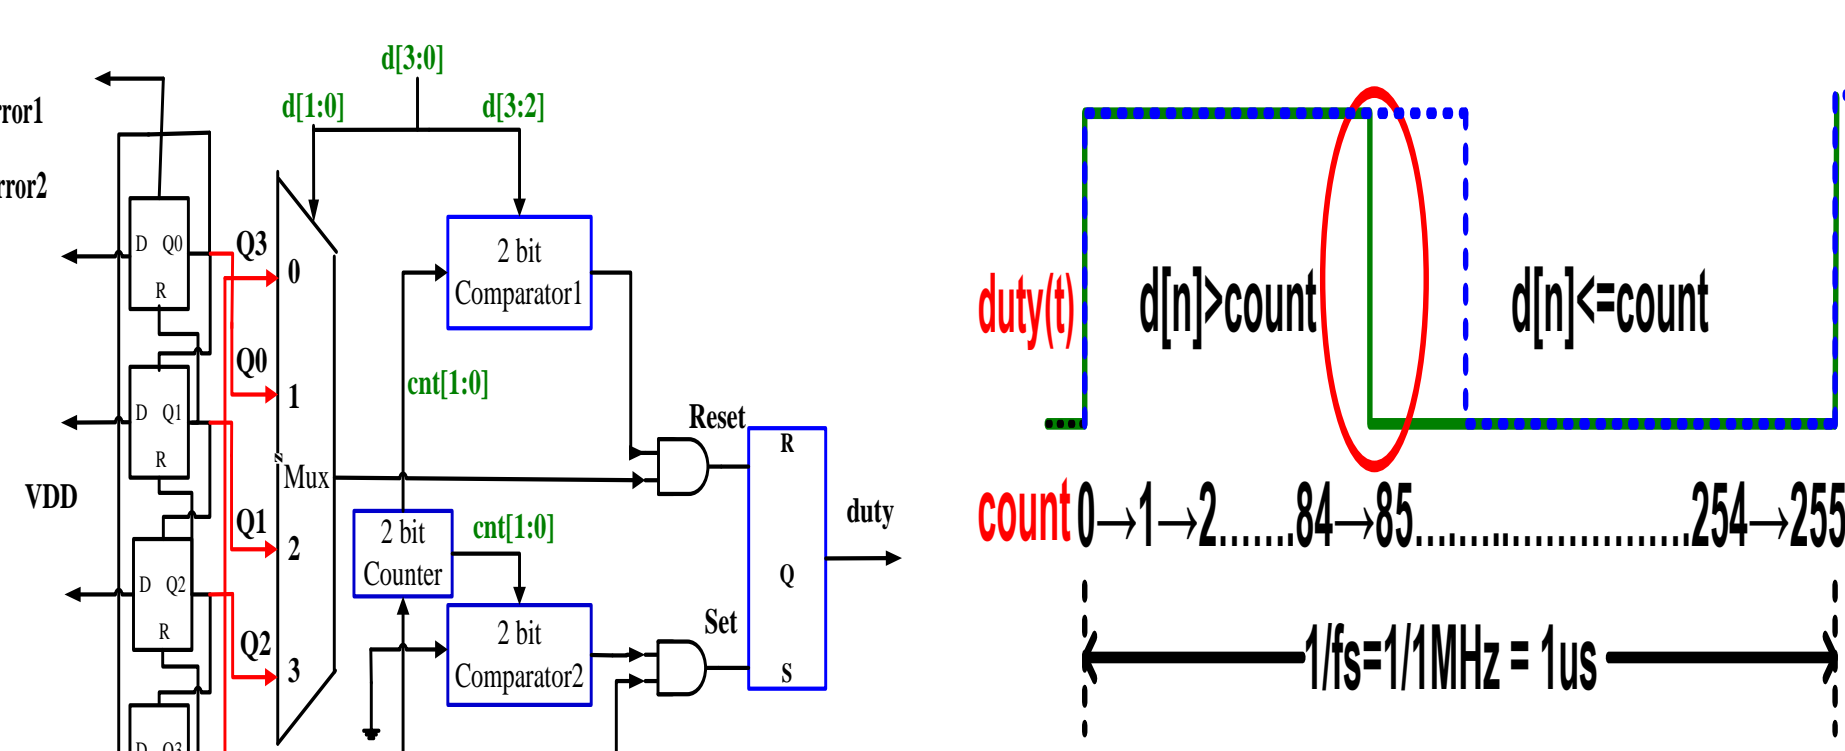 d[3:0]
d[1:0]
d[3:2]
rror1
rror2
D Q0
R
Q3
0
2 bit
Comparator1
Q0
1
cnt[1:0]
D Q1
R
Reset
R
Mux
VDD
Q1
2
2 bit
Counter
cnt[1:0]
duty
Q
D Q2
R
Q2
3
2 bit
Comparator2
Set
S
D Q3
duty(t)
d[n]>count
d[n]<=count
count 0→1→2.......84→85.............................254→255
1/fs=1/1MHz = 1us